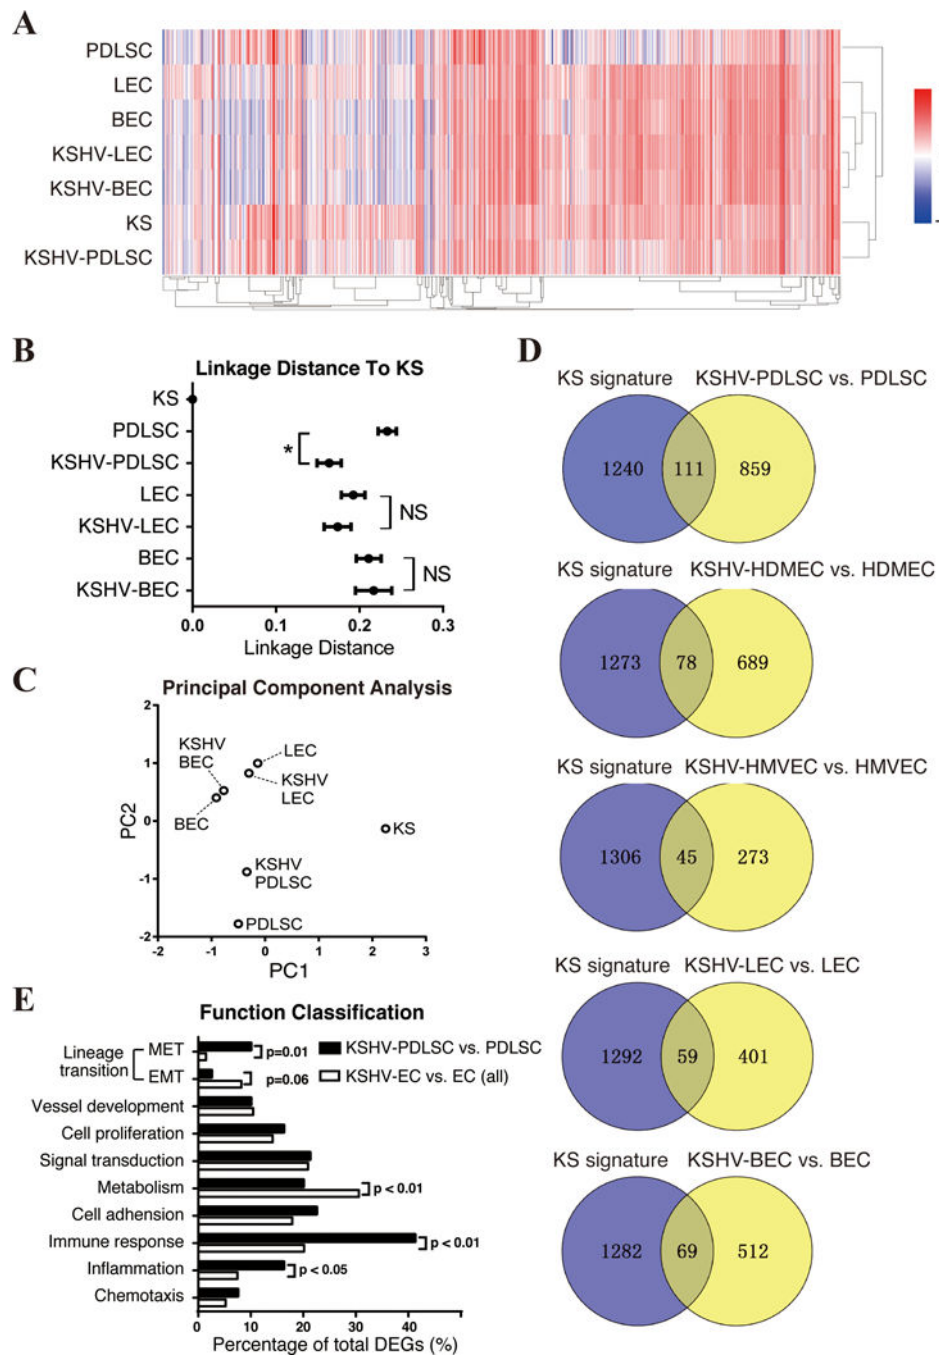 A
PDLSC
LEC
BEC
KSHV-LEC
KSHV-BEC
KS
KSHV-PDLSC
B
Linkage Distance To KS
KS
PDLSC
KSHV-PDLSC
LEC
KSHV-LEC
BEC
KSHV-BEC
*
NS
NS
0.0 0.1 0.2 0.3
Linkage Distance
C
Principal Component Analysis
PC2
2
1
0
-1
-2
KSHV
BEC
LEC
KSHV
LEC
BEC
KS
KSHV
PDLSC
PDLSC
-2 -1 0 1 2 3
PC1
D
KS signature KSHV-PDLSC vs. PDLSC
1240 111 859
KS signature KSHV-HDMEC vs. HDMEC
1273 78 689
KS signature KSHV-HMVEC vs. HMVEC
1306 45 273
KS signature KSHV-LEC vs. LEC
1292 59 401
KS signature KSHV-BEC vs. BEC
1282 69 512
E
Function Classification
Lineage
transition
MET
EMT
p=0.01
p=0.06
KSHV-PDLSC vs. PDLSC
KSHV-EC vs. EC (all)
Vessel development
Cell proliferation
Signal transduction
Metabolism
p < 0.01
Cell adhension
Immune response
p < 0.01
Inflammation
p < 0.05
Chemotaxis
0 10 20 30 40
Percentage of total DEGs (%)